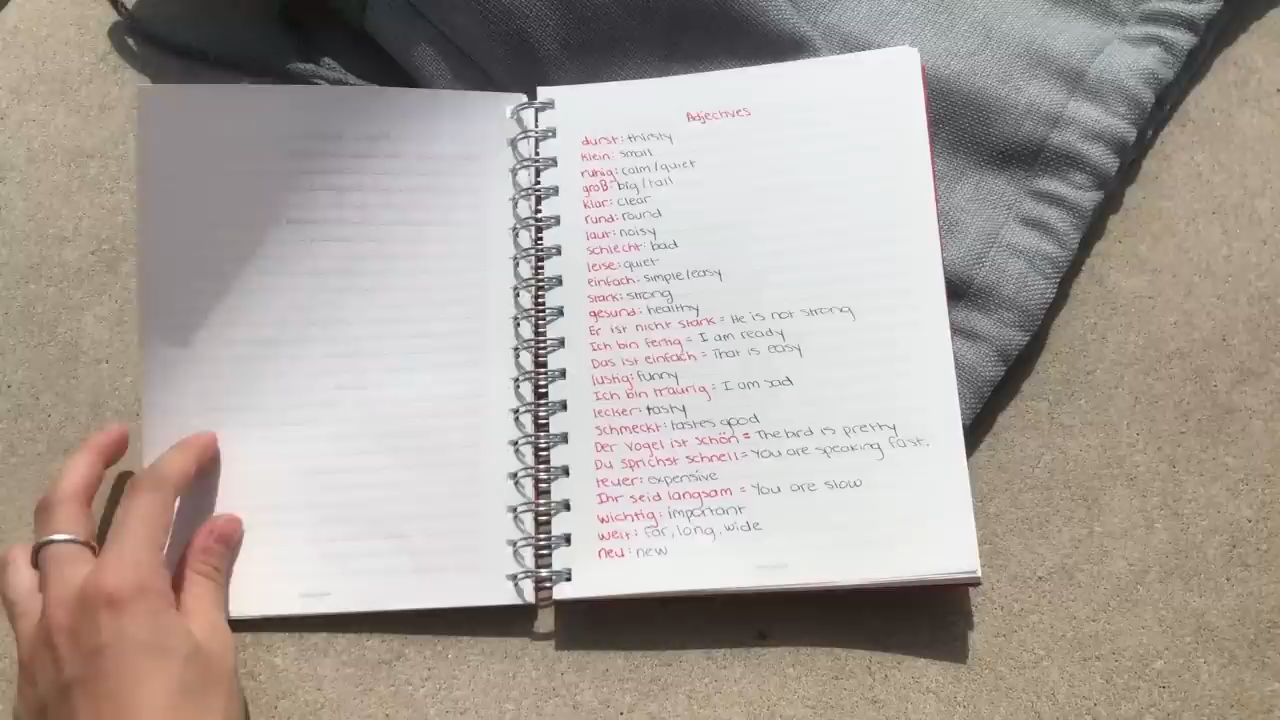 Adjectives
durst: thirsty
klein: small
ruhig: calm/quiet
groß: big/tall
klar: clear
rund: round
laut: noisy
schlecht: bad
leise: quiet
einfach: simple/easy
stark: strong
gesund: healthy
Er ist nicht stark = He is not strong
Ich bin fertig = I am ready
Das ist einfach = That is easy
lustig: funny
Ich bin traurig: I am sad
lecker: tasty
schmeckt: tastes good
Der Vogel ist schön = The bird is pretty
Du sprichst schnell = You are speaking fast.
teuer: expensive
Ihr seid langsam = You are slow
wichtig: important
weit: far, long, wide
neu: new